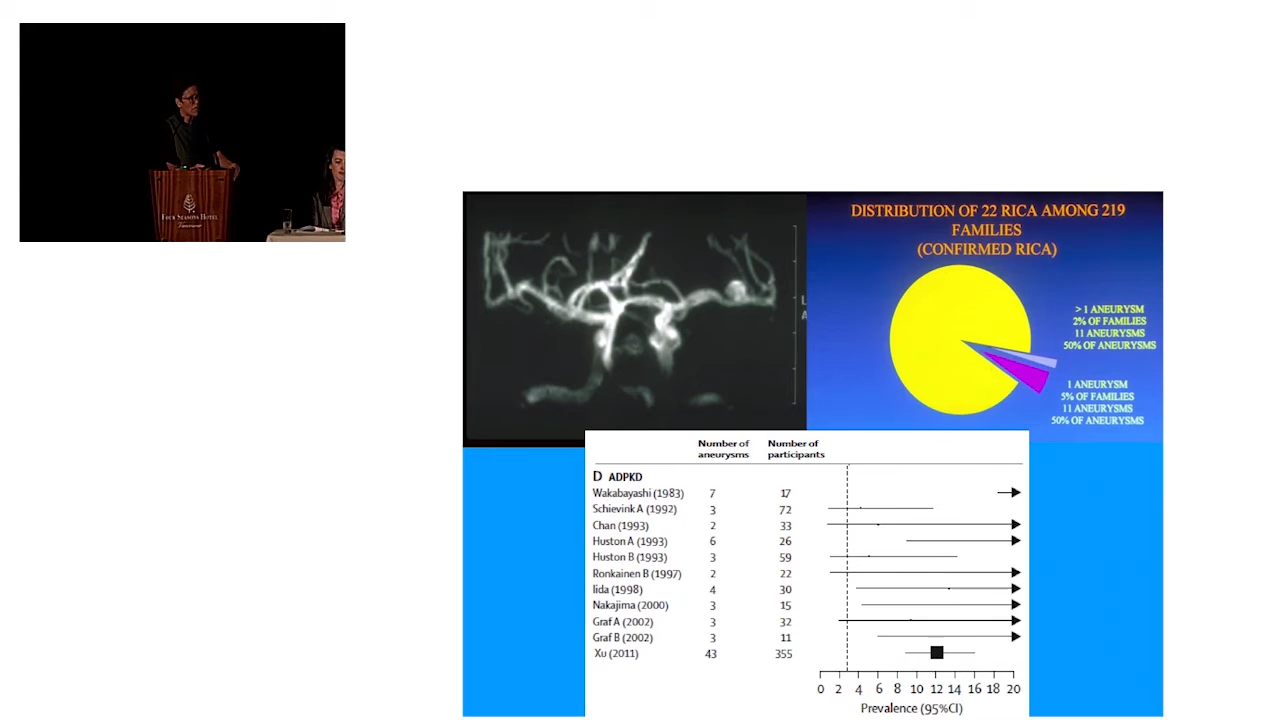 FOUR SEASONS HOTEL
Vancouver
DISTRIBUTION OF 22 RICA AMONG 219
FAMILIES
(CONFIRMED RICA)
> 1 ANEURYSM
2% OF FAMILIES
11 ANEURYSMS
50% OF ANEURYSMS
1 ANEURYSM
5% OF FAMILIES
11 ANEURYSMS
50% OF ANEURYSMS
L
A
Number of aneurysms Number of participants
D ADPKD
Wakabayashi (1983) 7 17
Schievink A (1992) 3 72
Chan (1993) 2 33
Huston A (1993) 6 26
Huston B (1993) 3 59
Ronkainen B (1997) 2 22
Iida (1998) 4 30
Nakajima (2000) 3 15
Graf A (2002) 3 32
Graf B (2002) 3 11
Xu (2011) 43 355
0 2 4 6 8 10 12 14 16 18 20
Prevalence (95%CI)